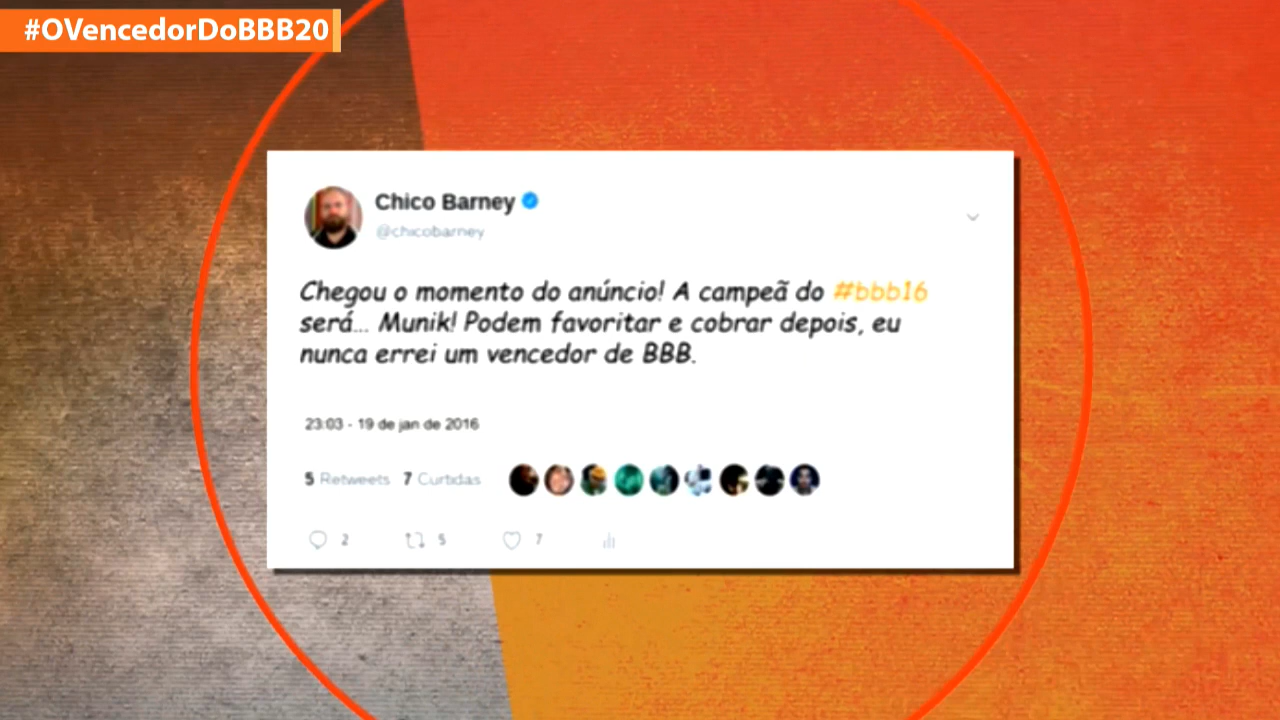 #OVencedorDoBBB20
Chico Barney
@chicobarney
Chegou o momento do anúncio! A campeã do #bbb16
será... Munik! Podem favoritar e cobrar depois, eu
nunca errei um vencedor de BBB.
23:03 - 19 de jan de 2016
5 Retweets 7 Curtidas
2 5 7